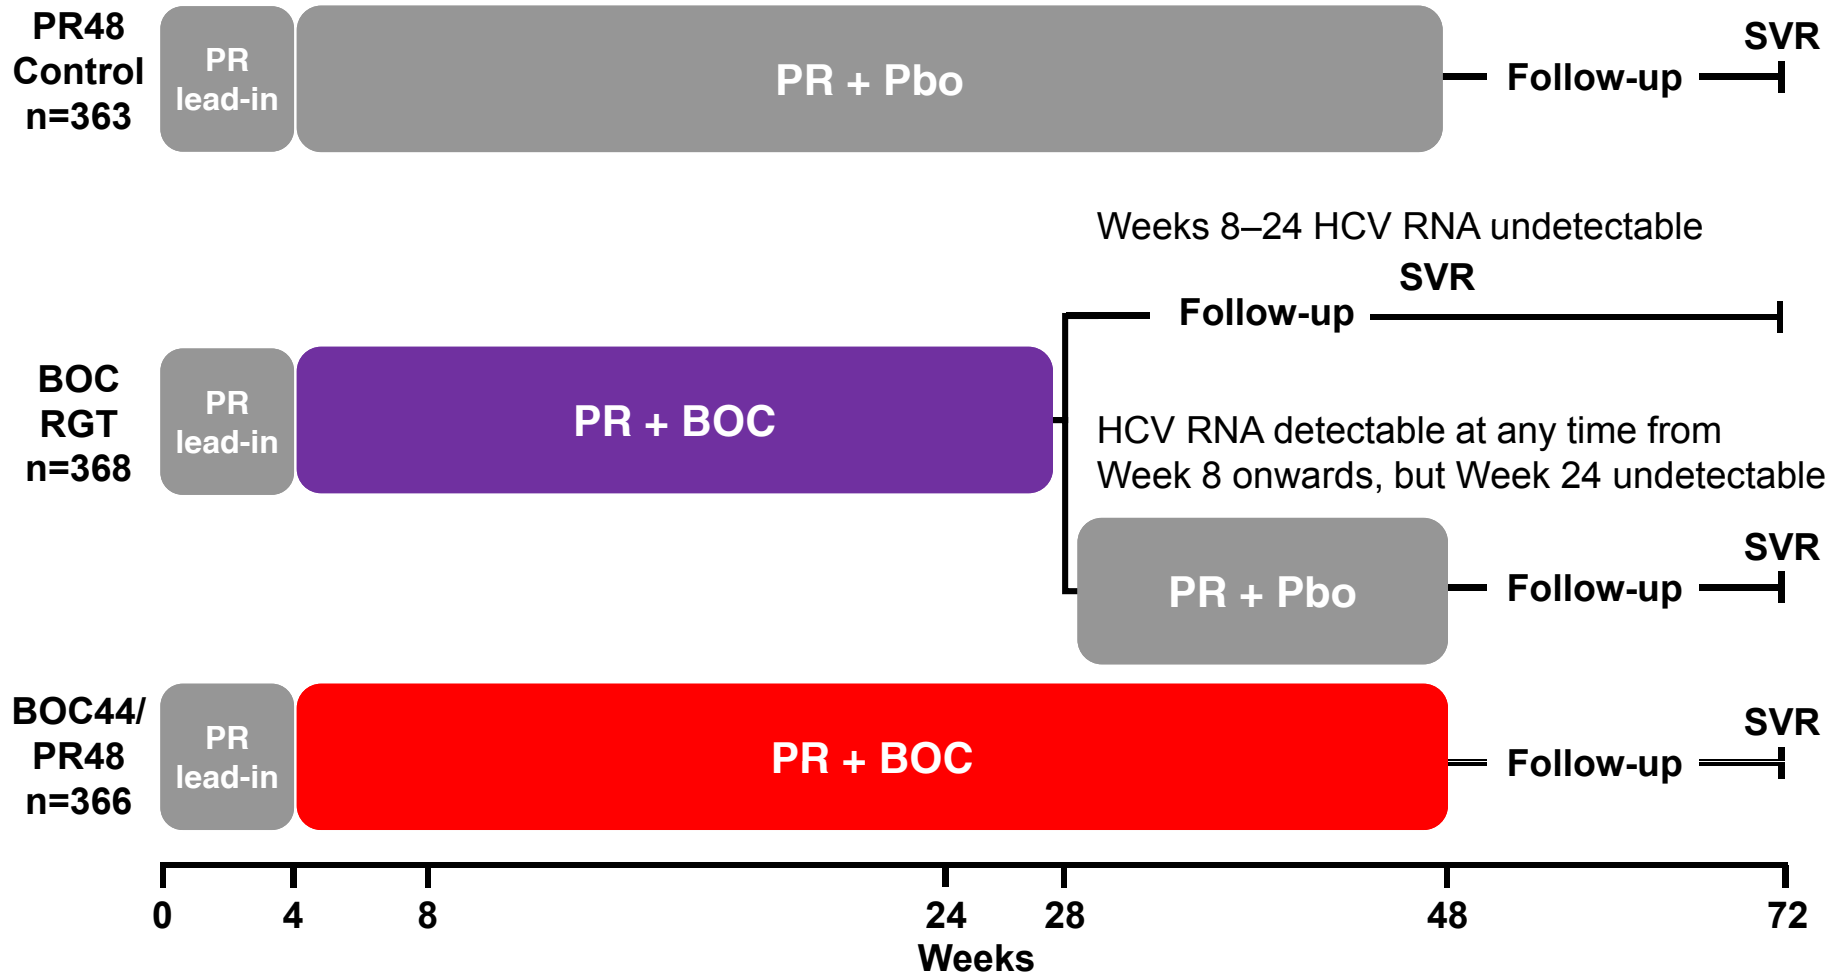 PR48
Control
n=363
PR
lead-in
PR + Pbo
Follow-up
SVR
Weeks 8–24 HCV RNA undetectable
SVR
Follow-up
BOC
RGT
n=368
PR
lead-in
PR + BOC
HCV RNA detectable at any time from
Week 8 onwards, but Week 24 undetectable
PR + Pbo
Follow-up
SVR
BOC44/
PR48
n=366
PR
lead-in
PR + BOC
Follow-up
SVR
0 4 8 24 28 48 72
Weeks